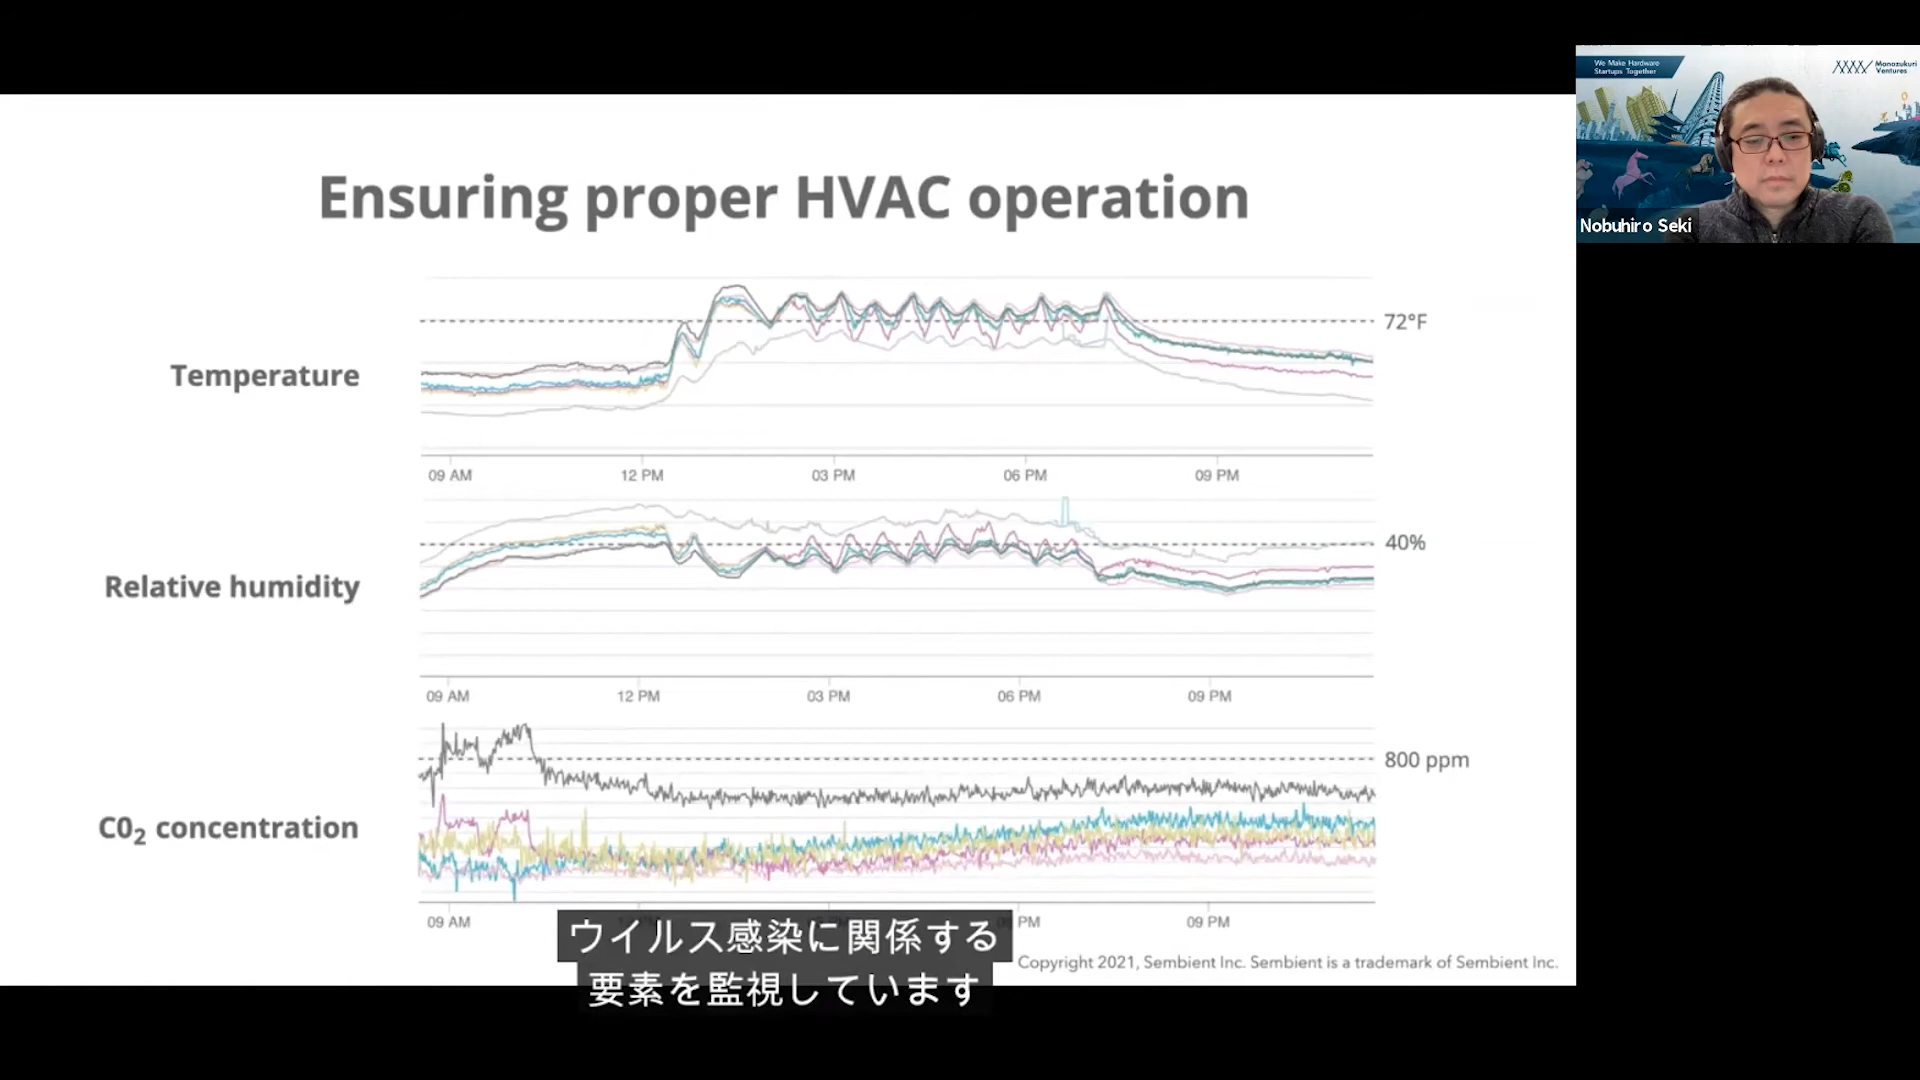 We Make Hardware
Startups Together
Monozukuri
Ventures
Nobuhiro Seki
Ensuring proper HVAC operation
Temperature
72°F
09 AM 12 PM 03 PM 06 PM 09 PM
Relative humidity
40%
09 AM 12 PM 03 PM 06 PM 09 PM
C0₂ concentration
800 ppm
09 AM PM 09 PM
ウイルス感染に関係する
要素を監視しています
Copyright 2021, Sembient Inc. Sembient is a trademark of Sembient Inc.